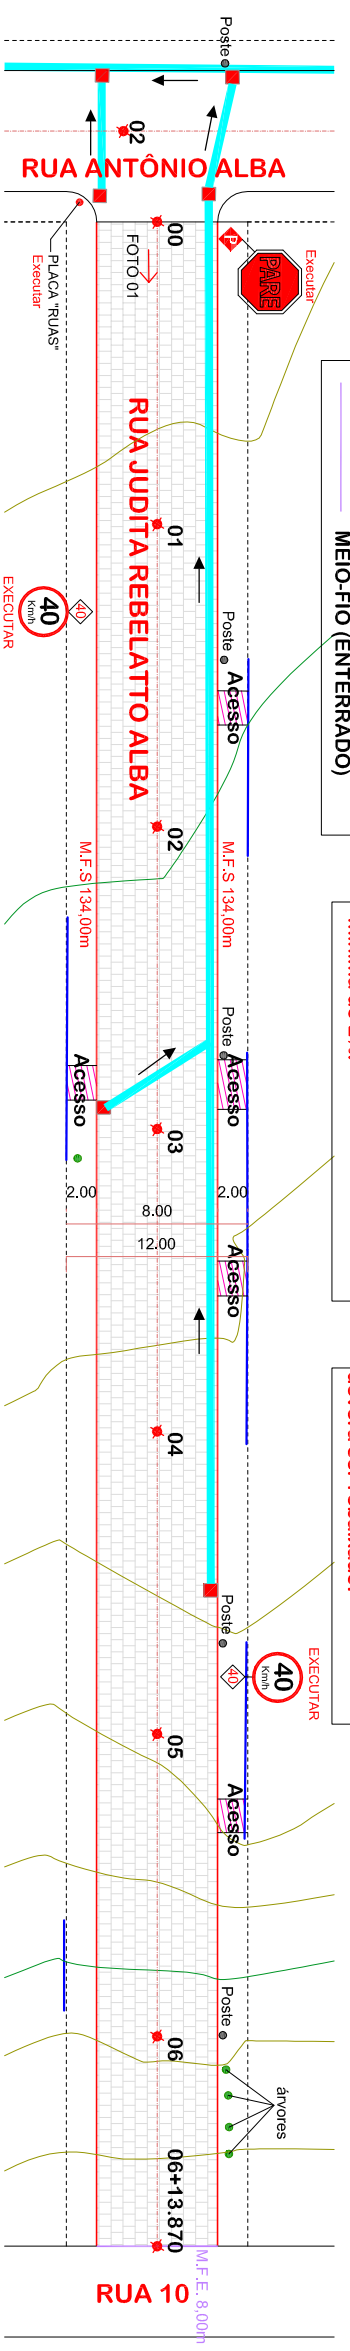 Poste
02
RUA ANTÔNIO ALBA
00
FOTO 01
PLACA "RUAS"
Executar
P
PARE
Executar
MEIO-FIO (ENTERRADO)
01
RUA JUDITA REBELATTO ALBA
40
40
Km/h
EXECUTAR
Poste
Acesso
02
M.F.S 134,00m
M.F.S 134,00m
Poste
Acesso
Acesso
03
2.00
2.00
8.00
12.00
Acesso
04
Poste
40
40
Km/h
EXECUTAR
05
Acesso
Poste
06
árvores
06+13.870
M.F.E. 8,00m
RUA 10